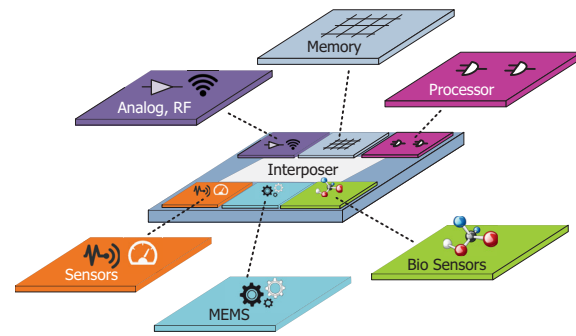 Memory
Analog, RF
Processor
Interposer
Sensors
Bio Sensors
MEMS